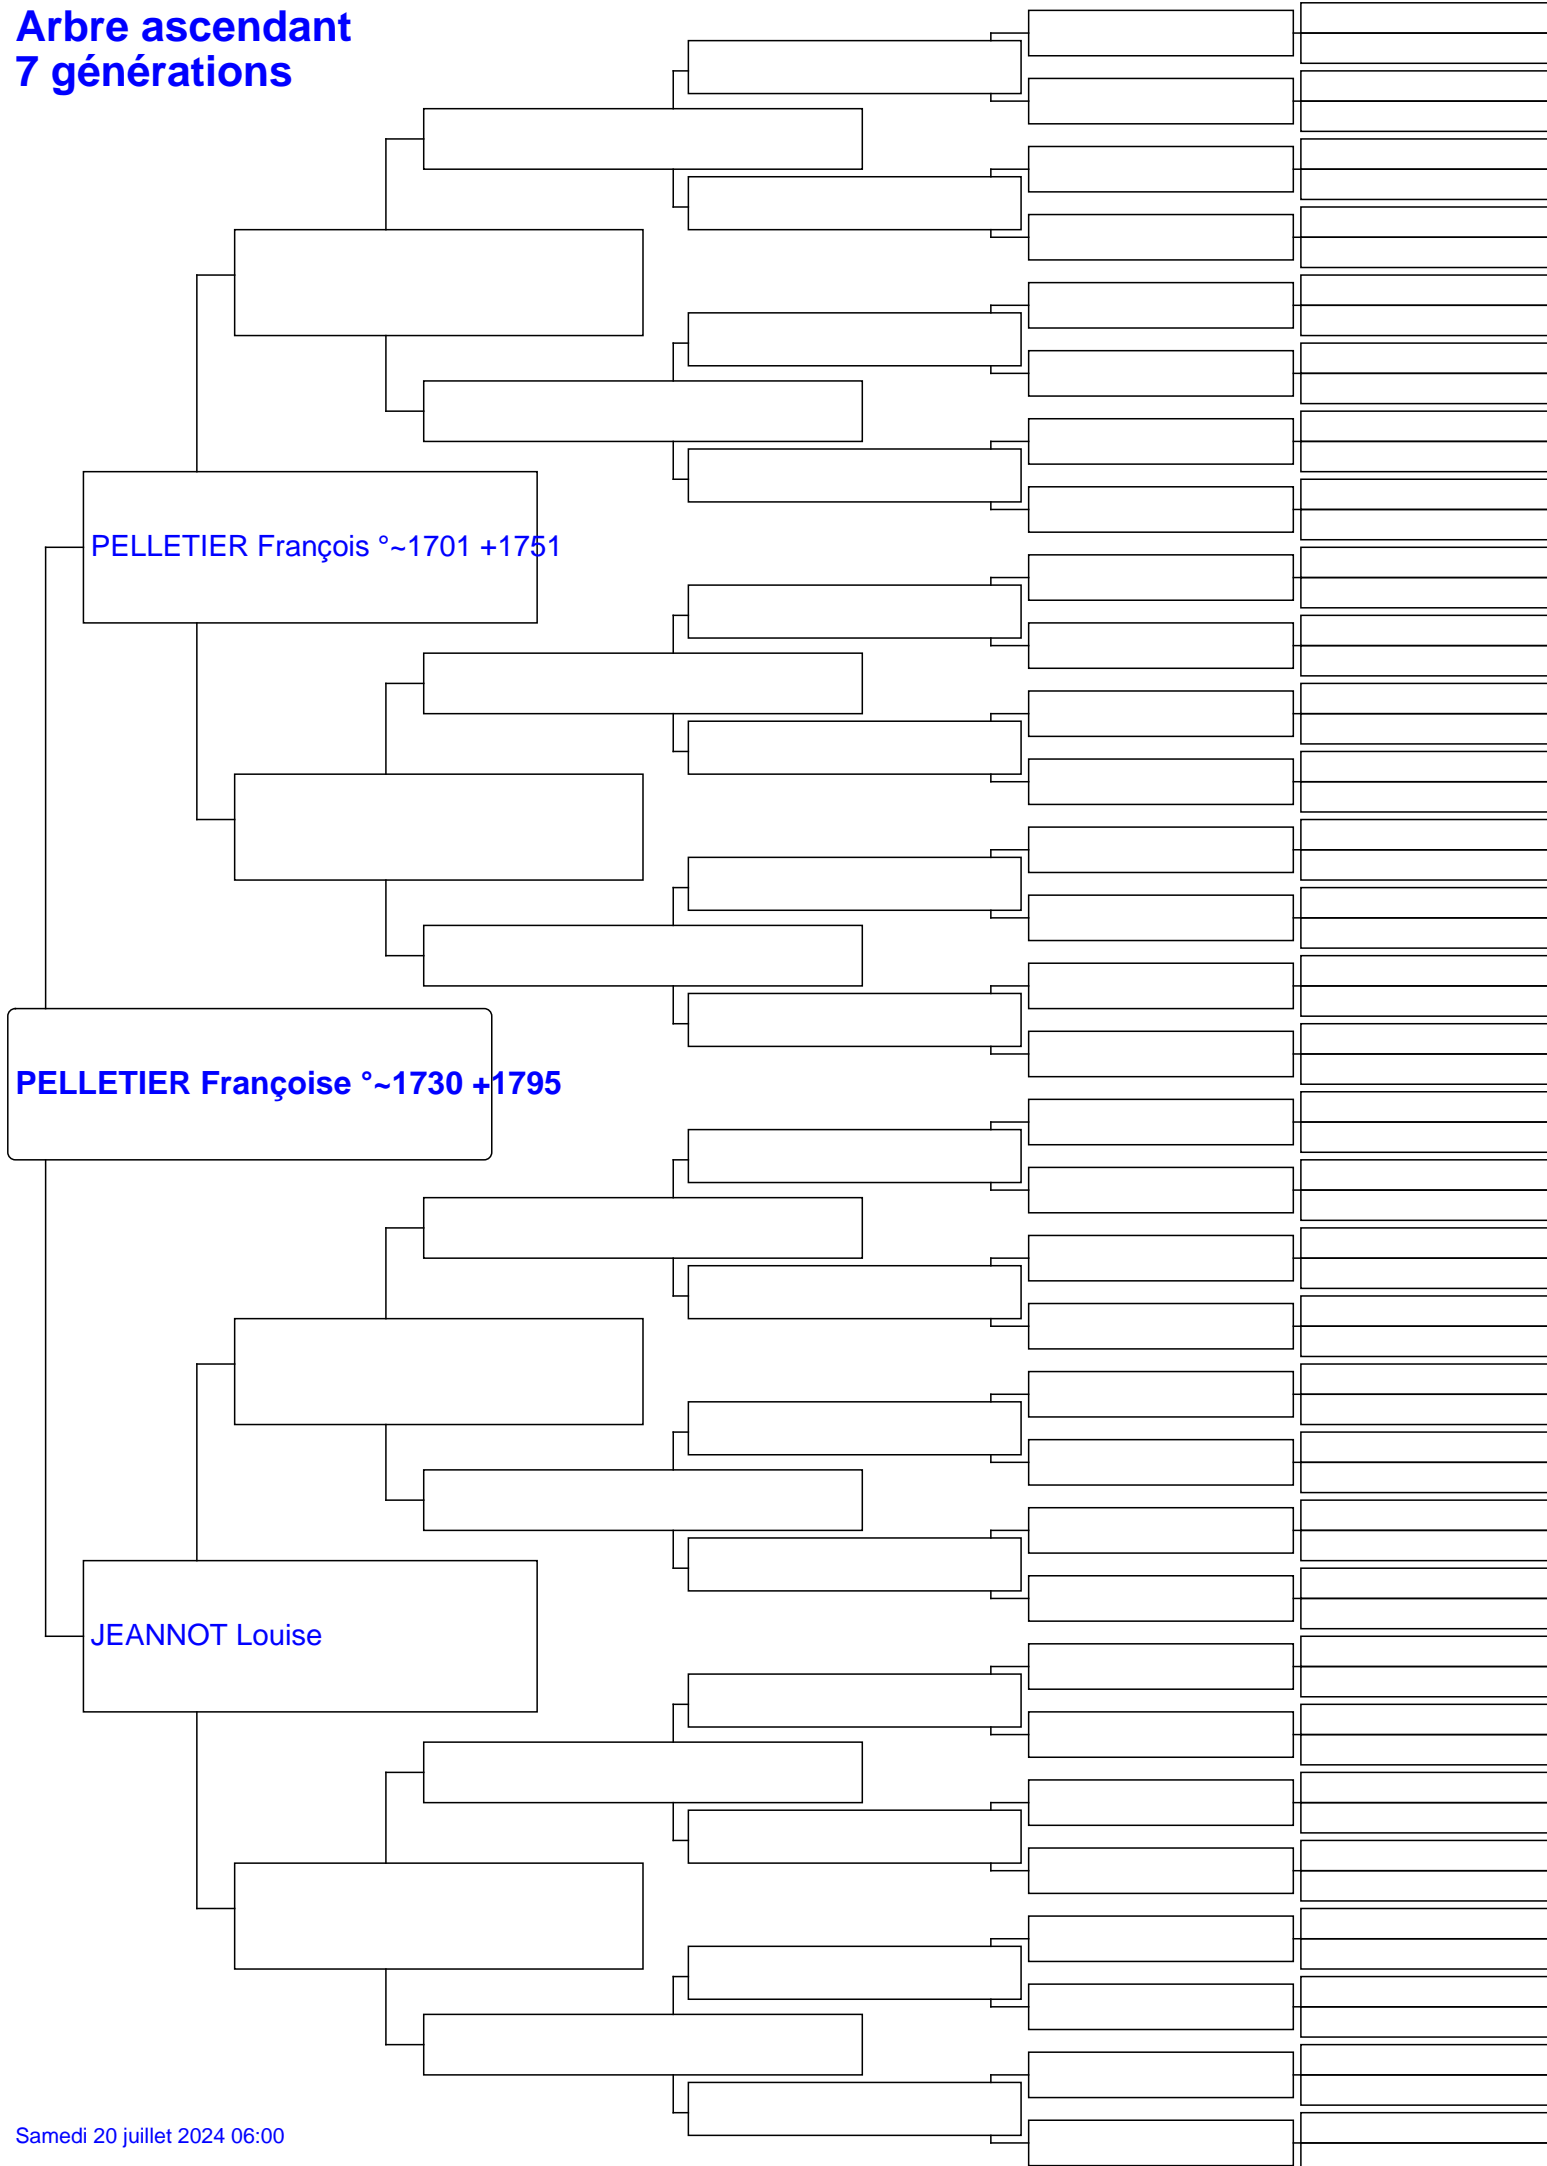 Arbre ascendant
7 générations
PELLETIER François °~1701 +1751
PELLETIER Françoise °~1730 +1795
JEANNOT Louise
Samedi 20 juillet 2024 06:00